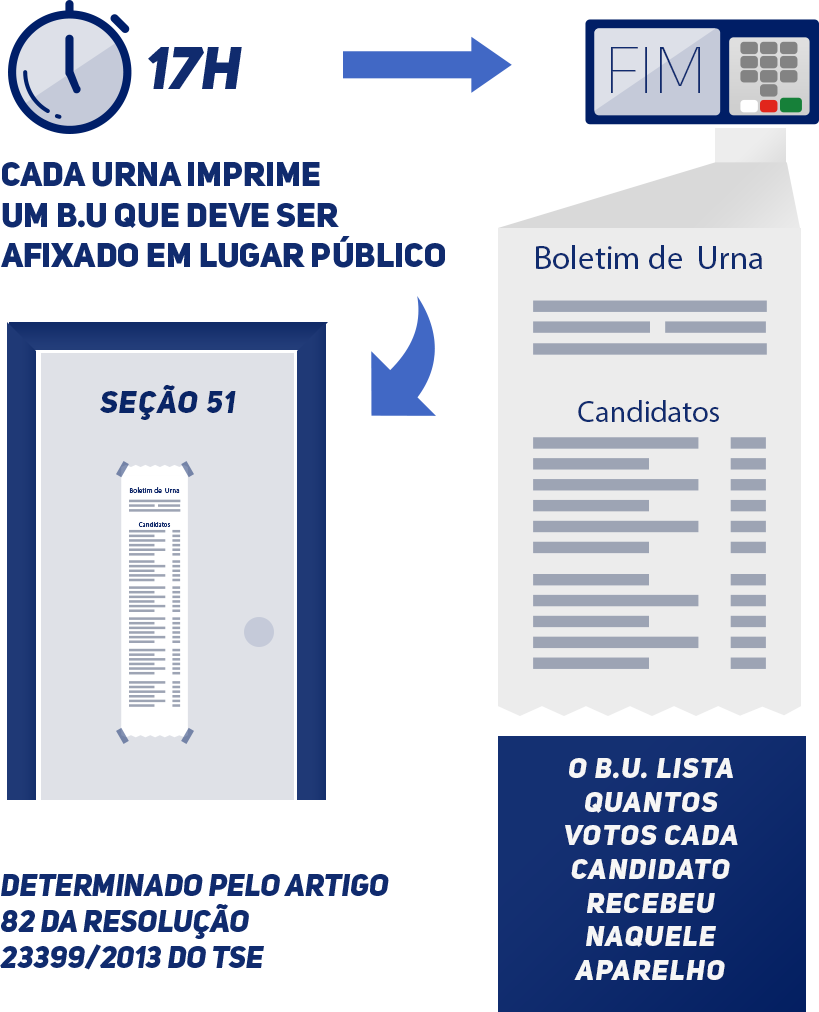 17H
FIM
CADA URNA IMPRIME
UM B.U QUE DEVE SER
AFIXADO EM LUGAR PÚBLICO
Boletim de Urna
Candidatos
SEÇÃO 51
Boletim de Urna
Candidatos
O B.U. LISTA
QUANTOS
VOTOS CADA
CANDIDATO
RECEBEU
NAQUELE
APARELHO
DETERMINADO PELO ARTIGO
82 DA RESOLUÇÃO
23399/2013 DO TSE